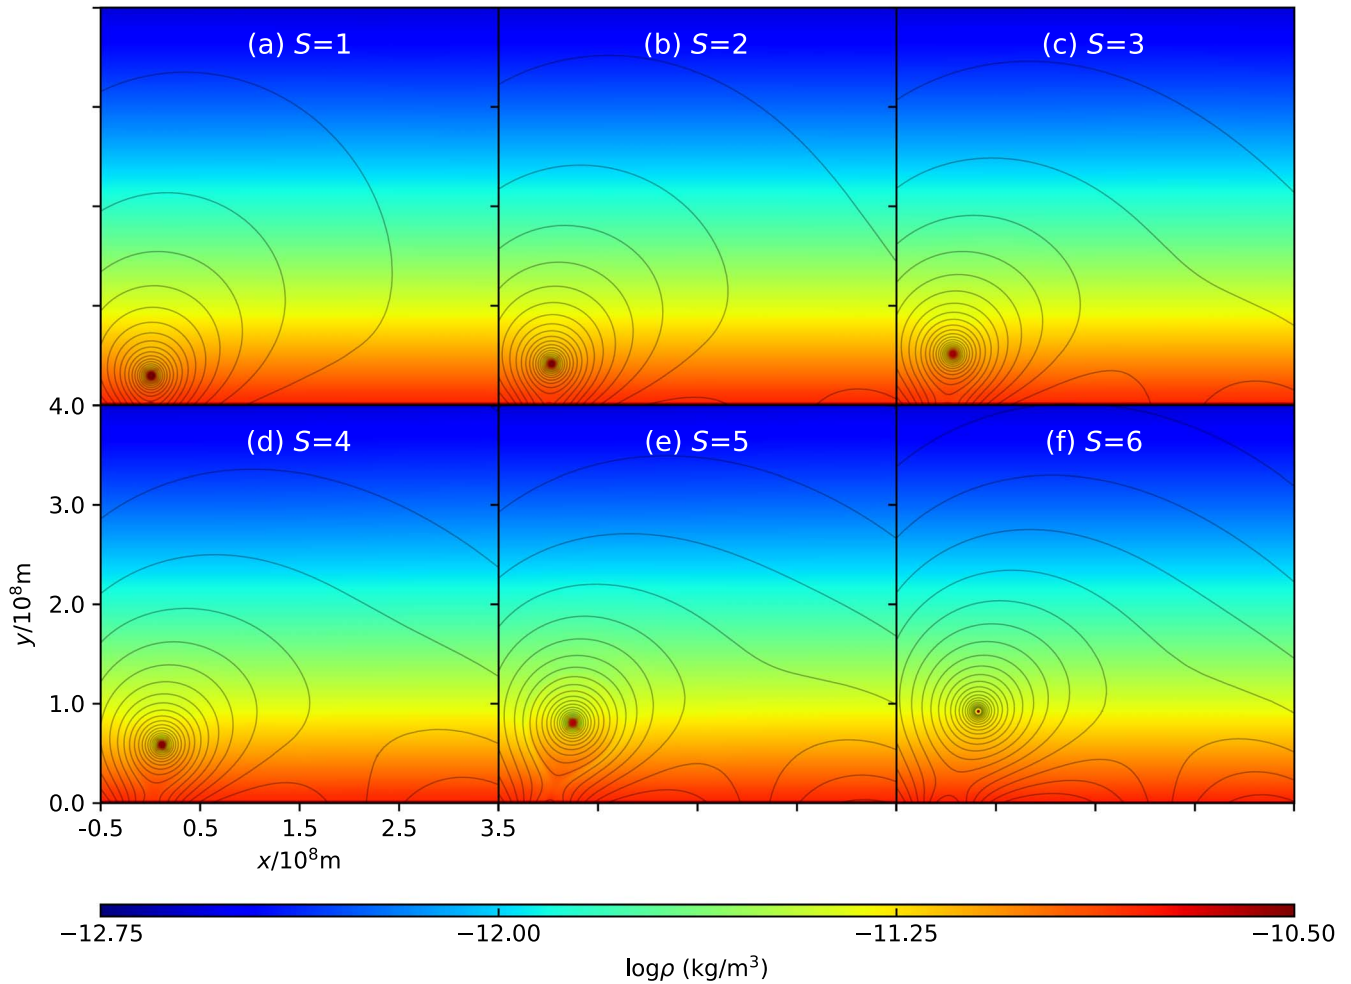 (a) S=1
(b) S=2
(c) S=3
(d) S=4
(e) S=5
(f) S=6
4.0
3.0
2.0
1.0
0.0
y/10⁸m
-0.5 0.5 1.5 2.5 3.5
x/10⁸m
−12.75 −12.00 −11.25 −10.50
logρ (kg/m³)